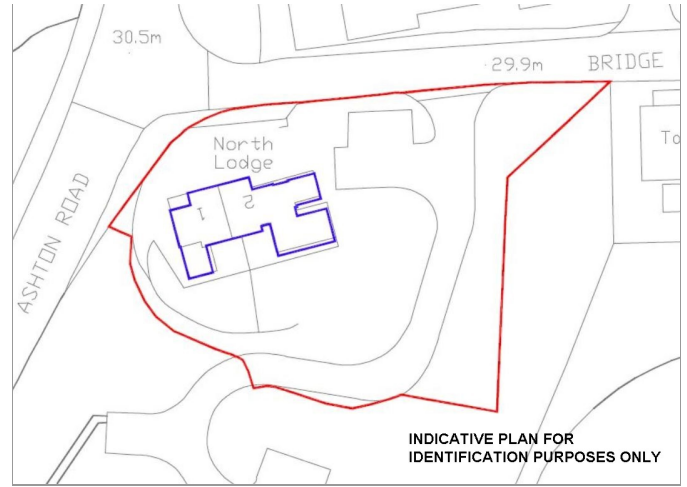 30.5m
29.9m
BRIDGE
North
Lodge
To
1
2
ASHTON ROAD
INDICATIVE PLAN FOR
IDENTIFICATION PURPOSES ONLY